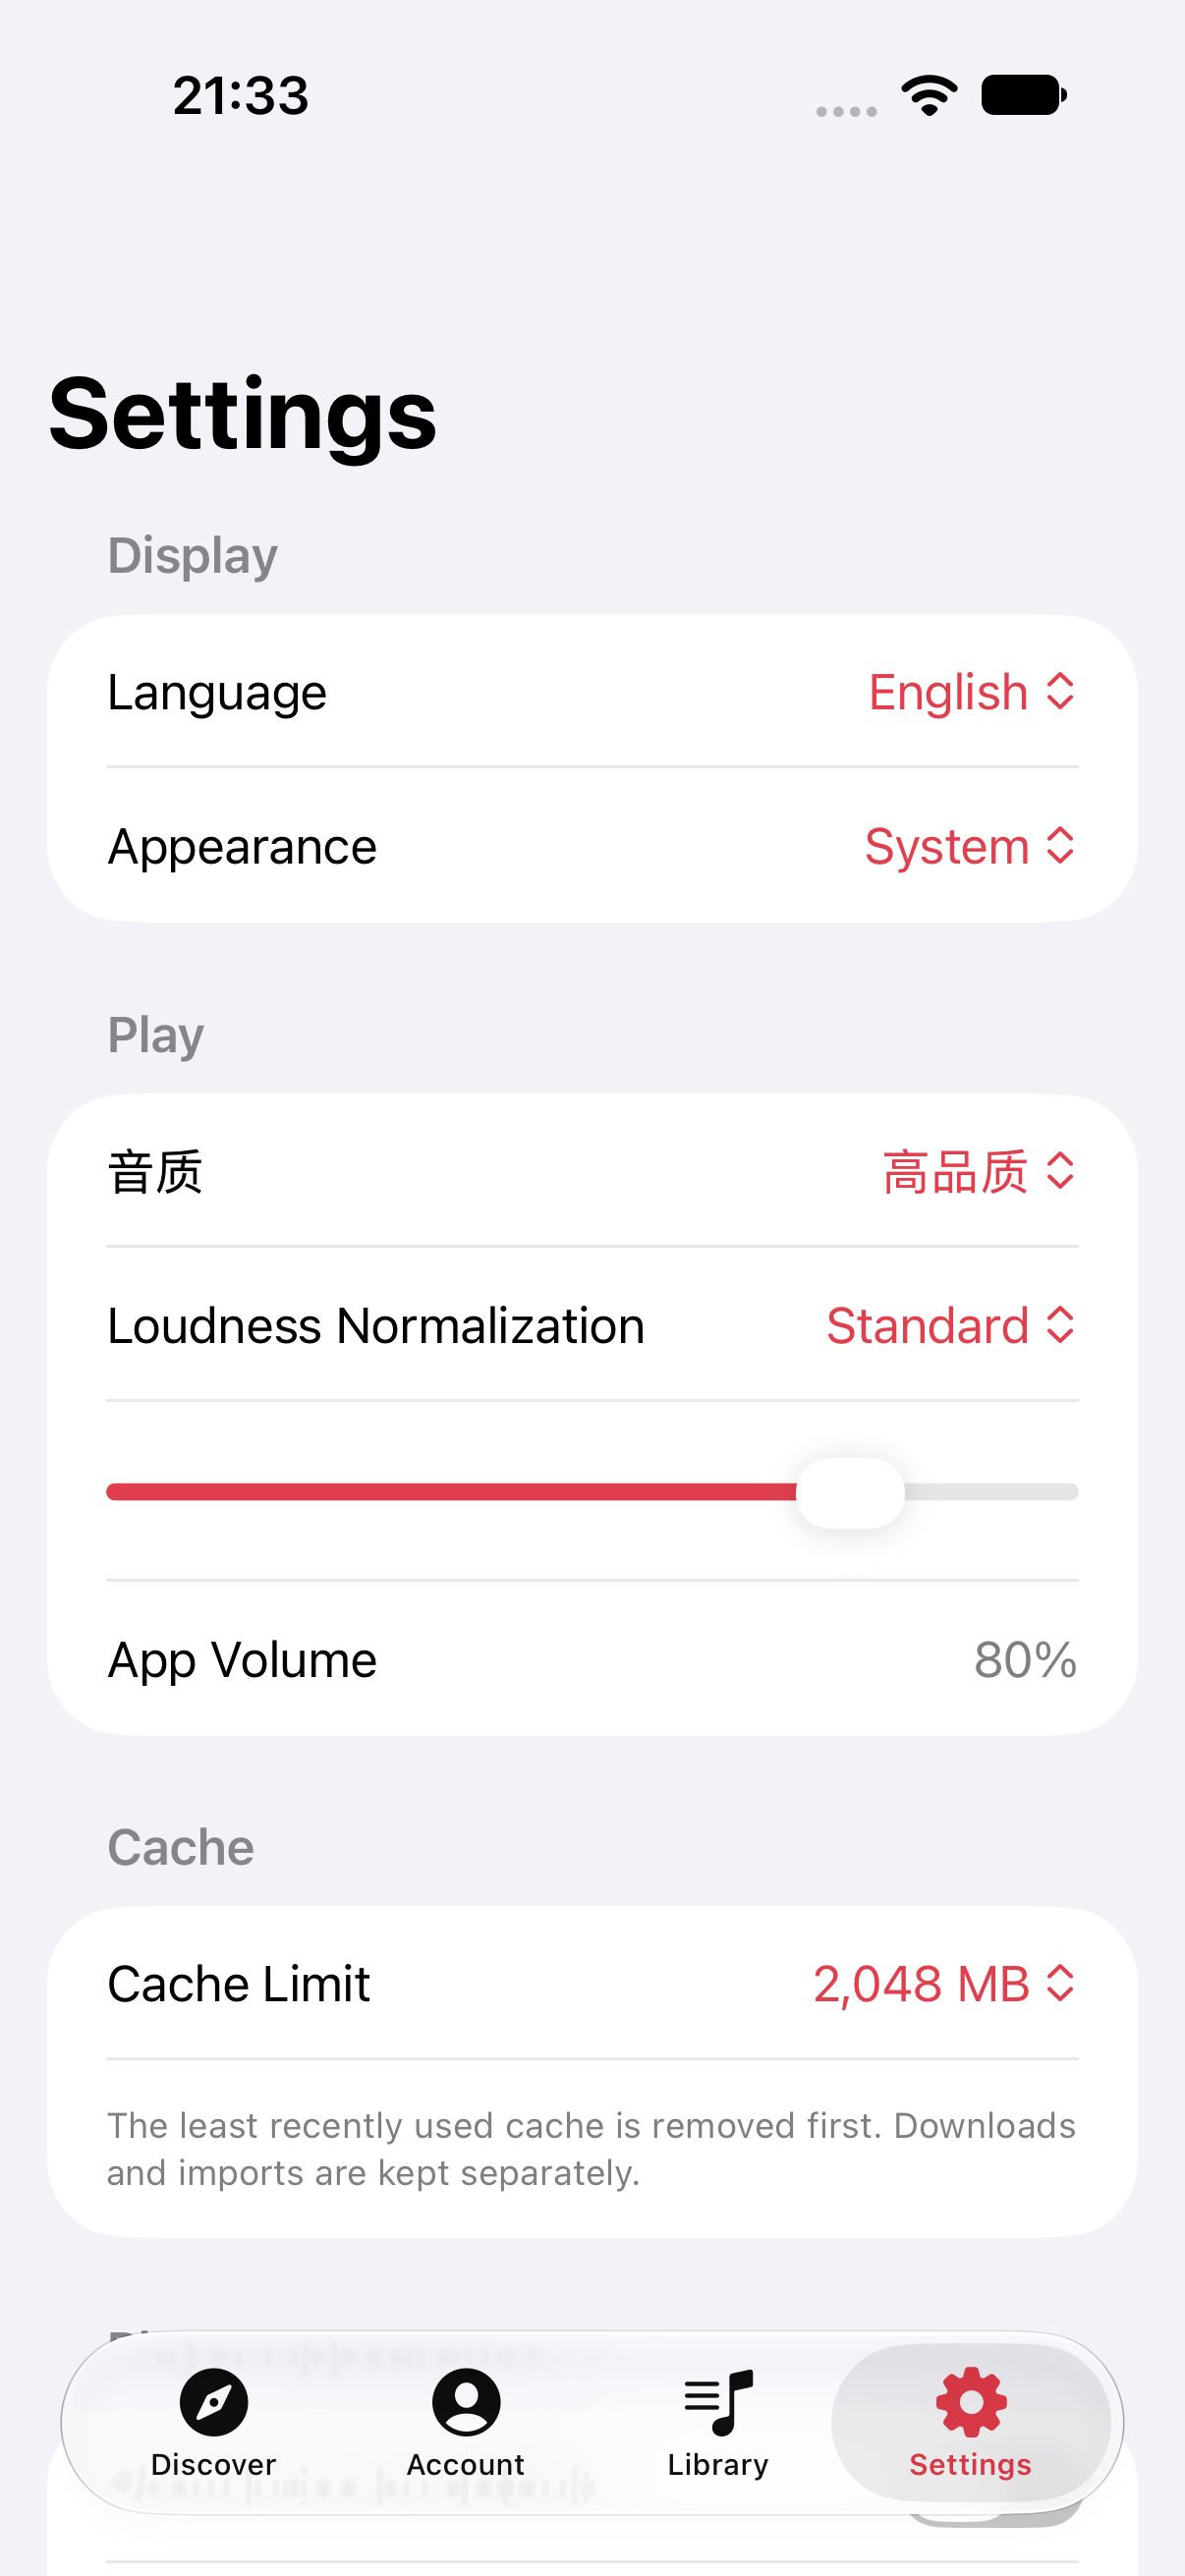 21:33
Settings
Display
Language English
Appearance System
Play
音质 高品质
Loudness Normalization Standard
App Volume 80%
Cache
Cache Limit 2,048 MB
The least recently used cache is removed first. Downloads
and imports are kept separately.
Discover Account Library Settings